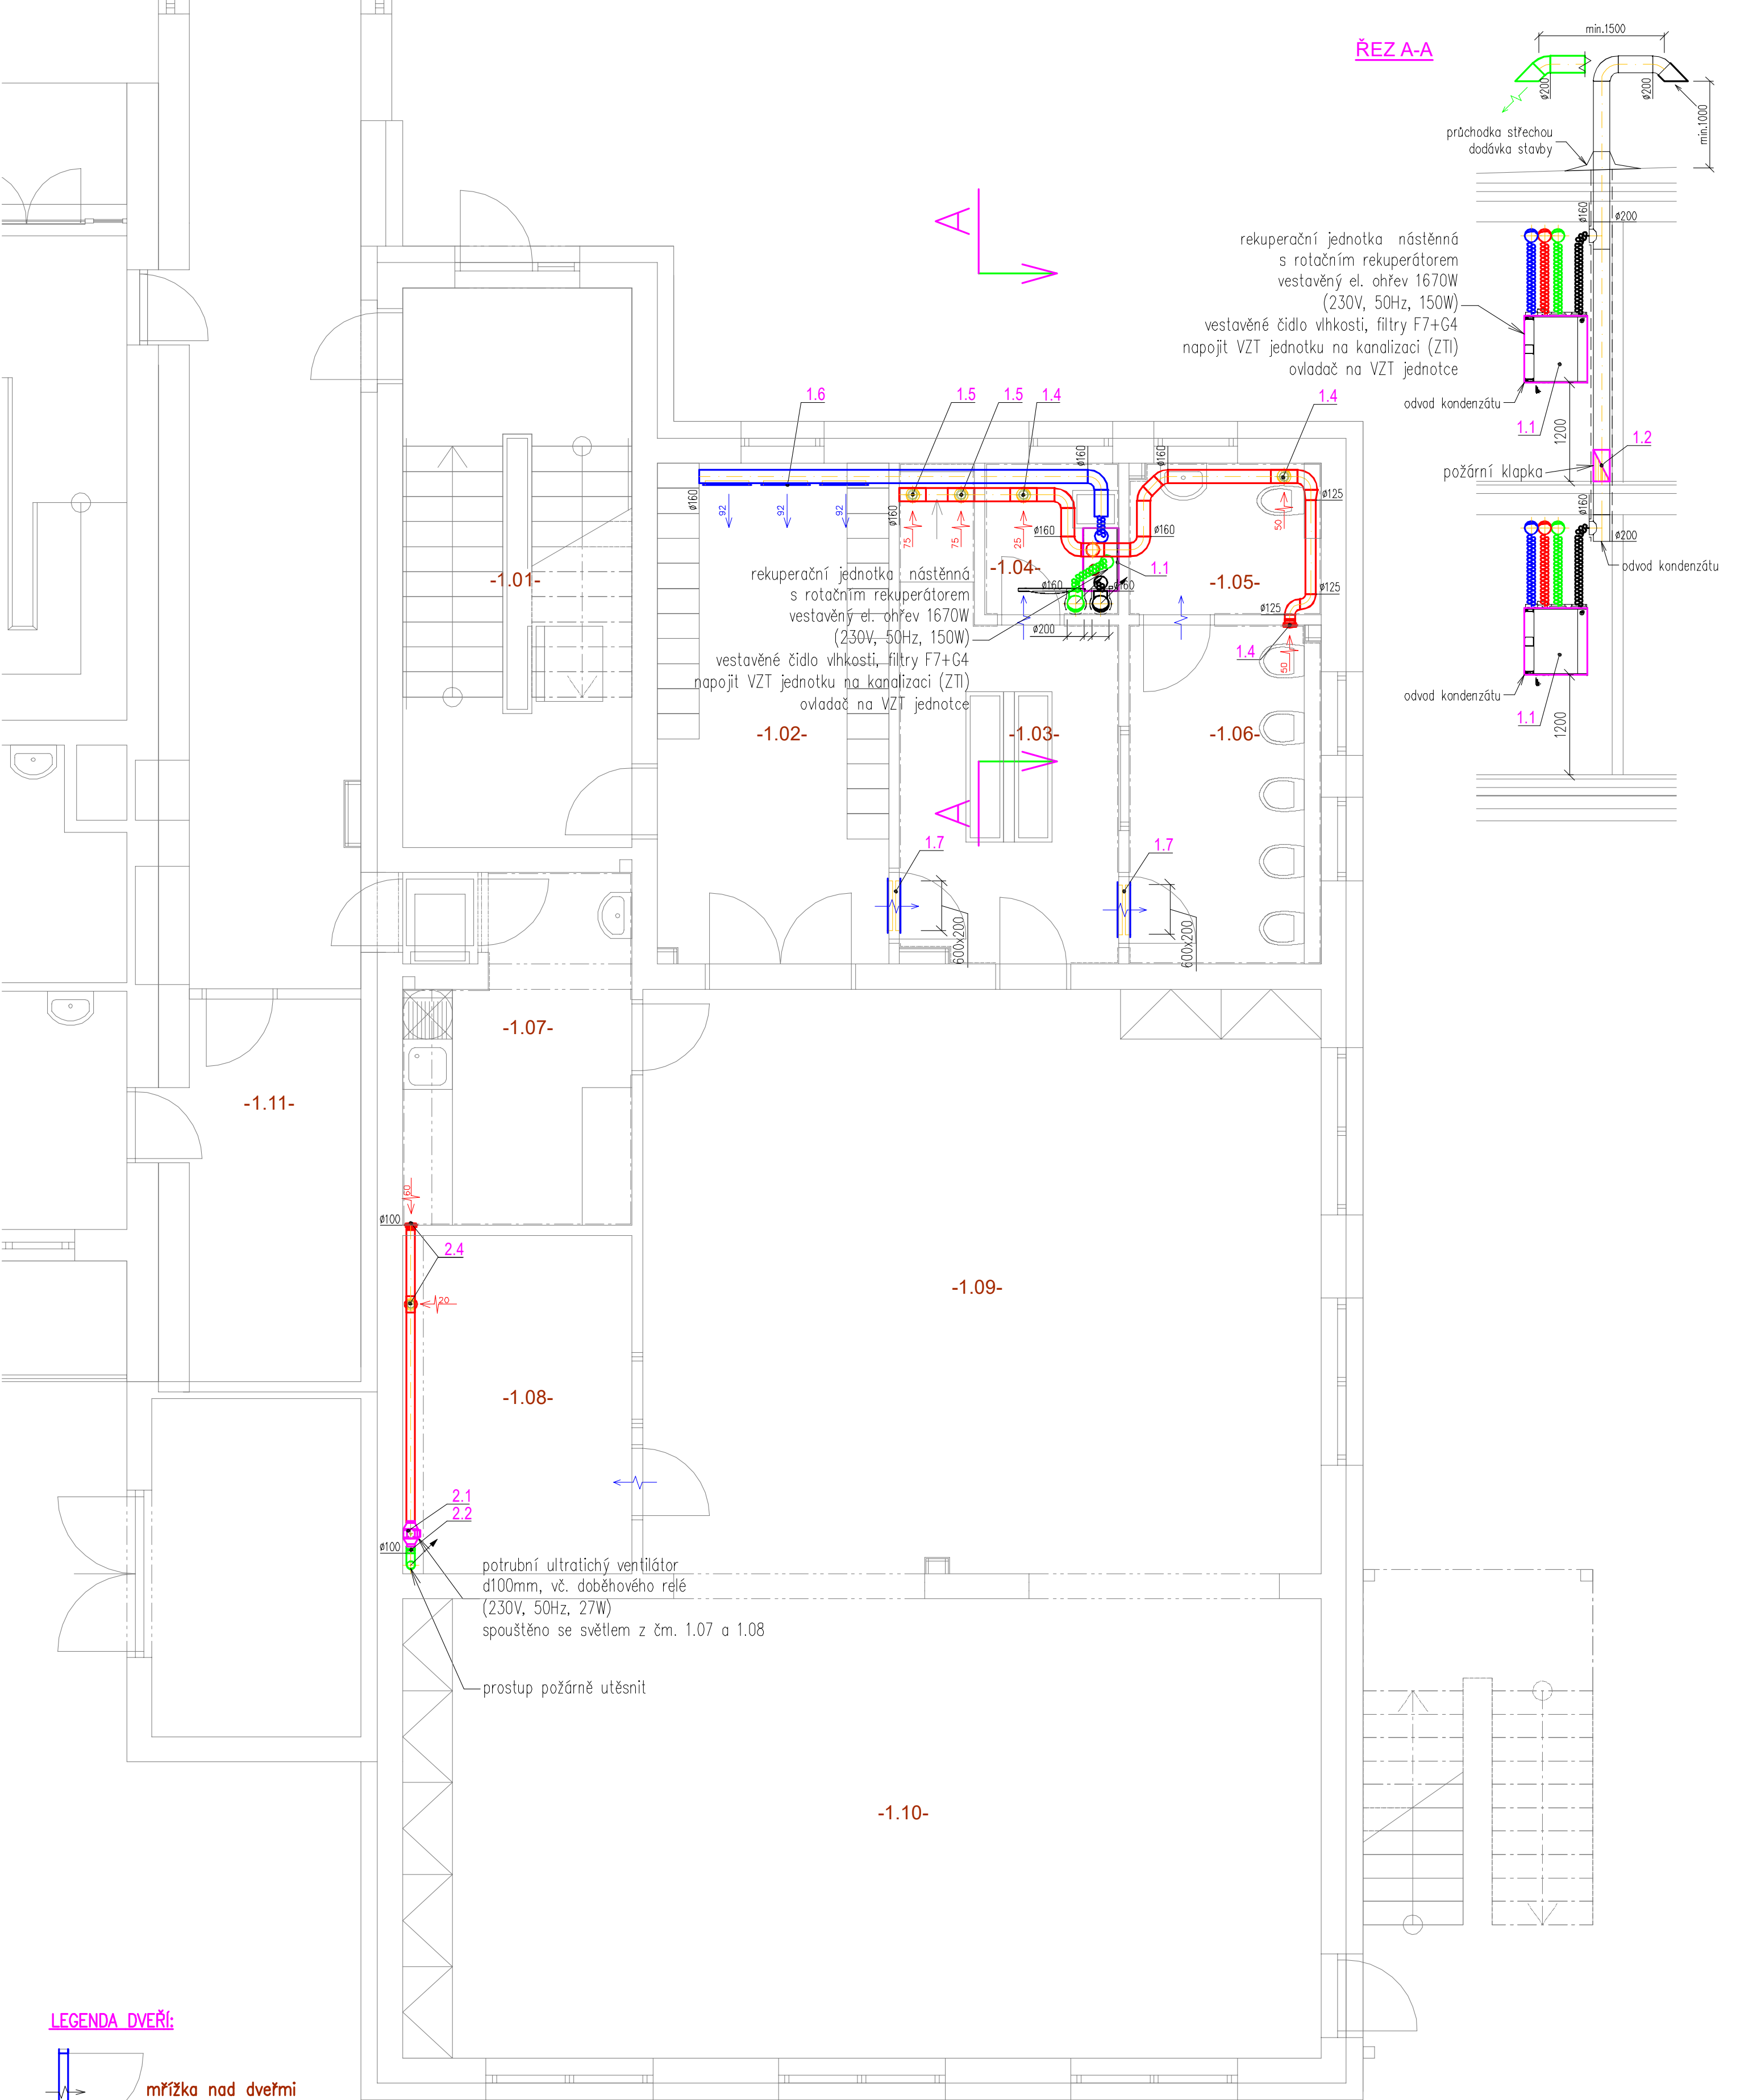 ŘEZ A-A
min.1500
ø200
ø200
min.1000
průchodka střechou
dodávka stavby
ø160
ø200
rekuperační jednotka nástěnná
s rotačním rekuperátorem
vestavěný el. ohřev 1670W
(230V, 50Hz, 150W)
vestavěné čidlo vlhkosti, filtry F7+G4
napojit VZT jednotku na kanalizaci (ZTI)
ovladač na VZT jednotce
odvod kondenzátu
1.1
1200
1.2
požární klapka
ø160
ø200
odvod kondenzátu
odvod kondenzátu
1.1
1200
A
A
1.6
1.5
1.5
1.4
1.4
ø160
ø160
ø160
ø160
92
92
92
75
75
25
50
ø125
ø160
ø160
1.1
-1.01-
-1.04-
-1.05-
ø160
ø160
ø125
ø125
ø200
1.4
50
rekuperační jednotka nástěnná
s rotačním rekuperátorem
vestavěný el. ohřev 1670W
(230V, 50Hz, 150W)
vestavěné čidlo vlhkosti, filtry F7+G4
napojit VZT jednotku na kanalizaci (ZTI)
ovladač na VZT jednotce
-1.02-
-1.03-
-1.06-
1.7
1.7
600x200
600x200
-1.07-
-1.11-
60
ø100
2.4
20
-1.09-
-1.08-
2.1
2.2
ø100
potrubní ultratichý ventilátor
d100mm, vč. doběhového relé
(230V, 50Hz, 27W)
spouštěno se světlem z čm. 1.07 a 1.08
prostup požárně utěsnit
-1.10-
LEGENDA DVEŘÍ:
mřížka nad dveřmi